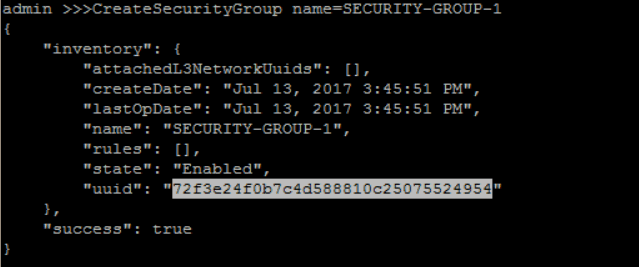 admin >>>CreateSecurityGroup name=SECURITY-GROUP-1
{
    "inventory": {
        "attachedL3NetworkUuids": [],
        "createDate": "Jul 13, 2017 3:45:51 PM",
        "lastOpDate": "Jul 13, 2017 3:45:51 PM",
        "name": "SECURITY-GROUP-1",
        "rules": [],
        "state": "Enabled",
        "uuid": "72f3e24f0b7c4d588810c25075524954"
    },
    "success": true
}